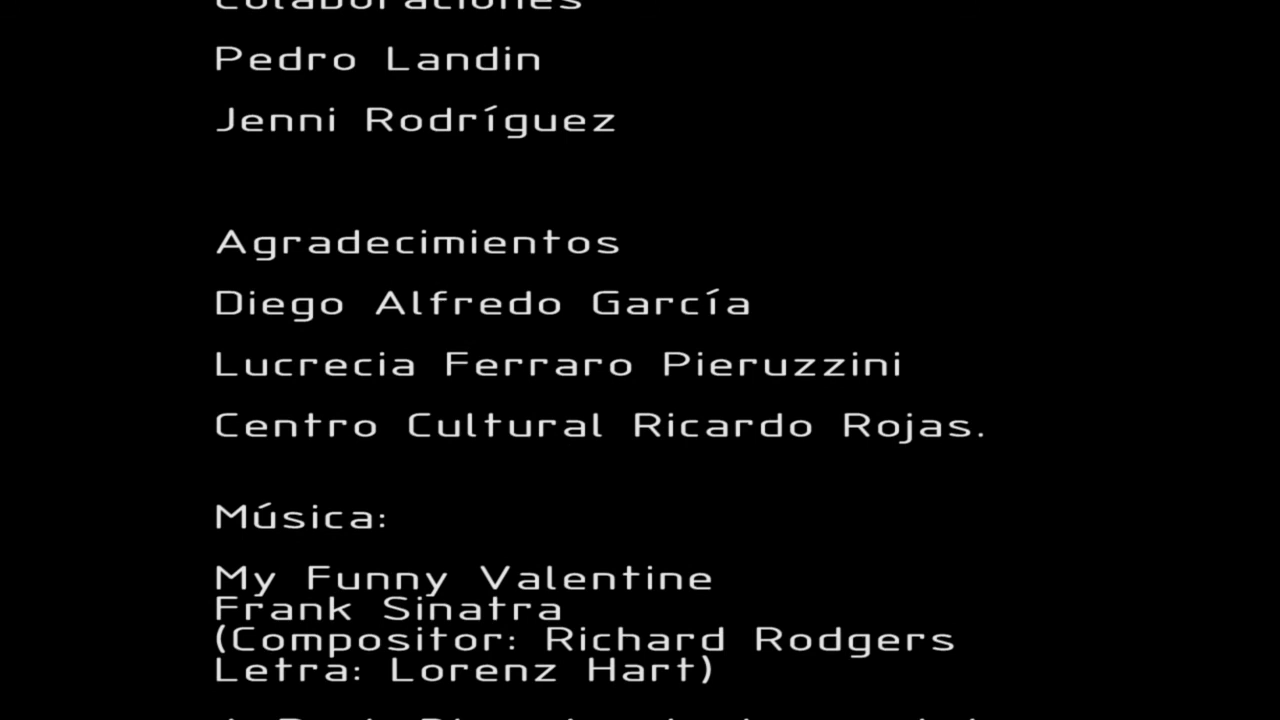 Colaboraciones
Pedro Landin
Jenni Rodríguez
Agradecimientos
Diego Alfredo García
Lucrecia Ferraro Pieruzzini
Centro Cultural Ricardo Rojas.
Música:
My Funny Valentine
Frank Sinatra
(Compositor: Richard Rodgers
Letra: Lorenz Hart)